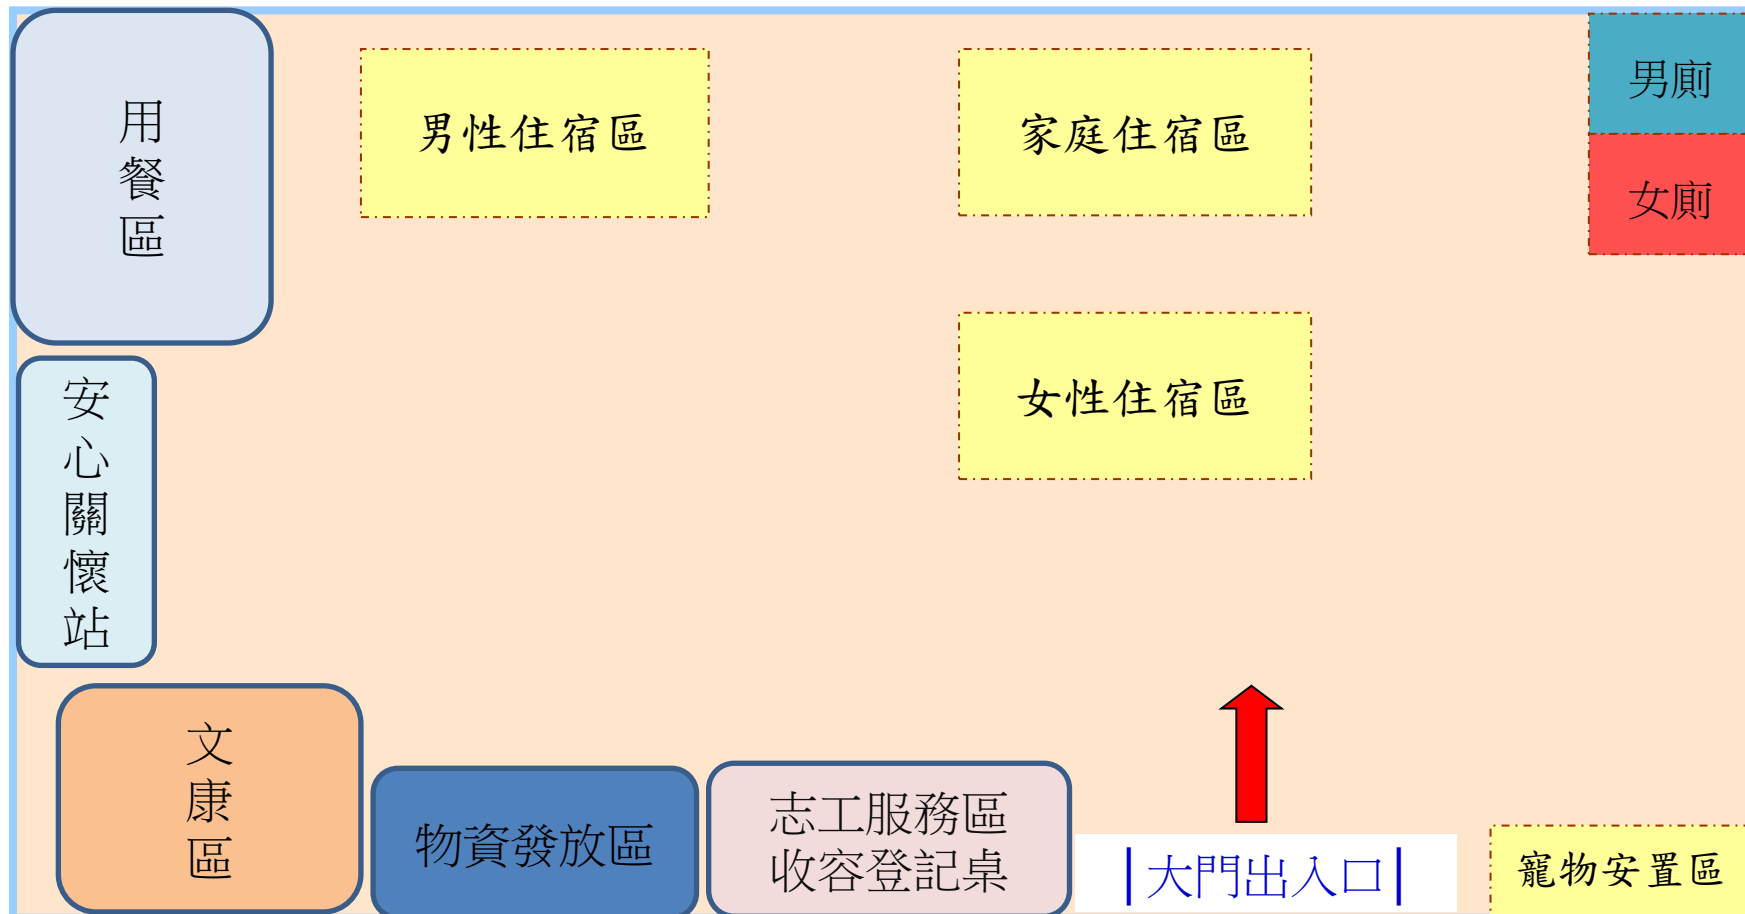 用餐區
男性住宿區
家庭住宿區
男廁
女廁
女性住宿區
安心關懷站
文康區
物資發放區
志工服務區
收容登記桌
大門出入口
寵物安置區